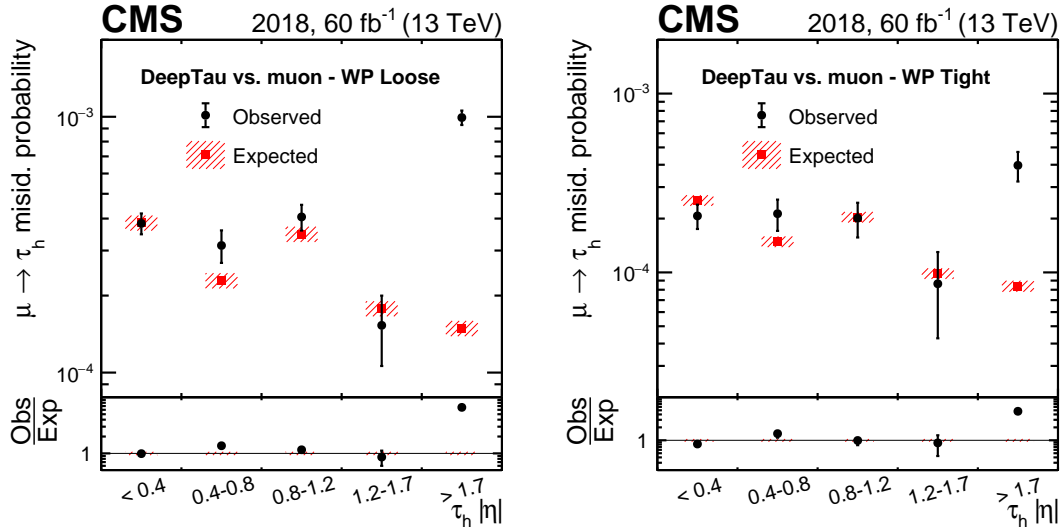 CMS 2018, 60 fb⁻¹ (13 TeV)
DeepTau vs. muon - WP Loose
Observed
Expected
μ → τh misid. probability
10⁻³
10⁻⁴
Obs
Exp
1
< 0.4
0.4-0.8
0.8-1.2
1.2-1.7
> 1.7
τh |η|
CMS 2018, 60 fb⁻¹ (13 TeV)
DeepTau vs. muon - WP Tight
Observed
Expected
μ → τh misid. probability
10⁻³
10⁻⁴
Obs
Exp
1
< 0.4
0.4-0.8
0.8-1.2
1.2-1.7
> 1.7
τh |η|